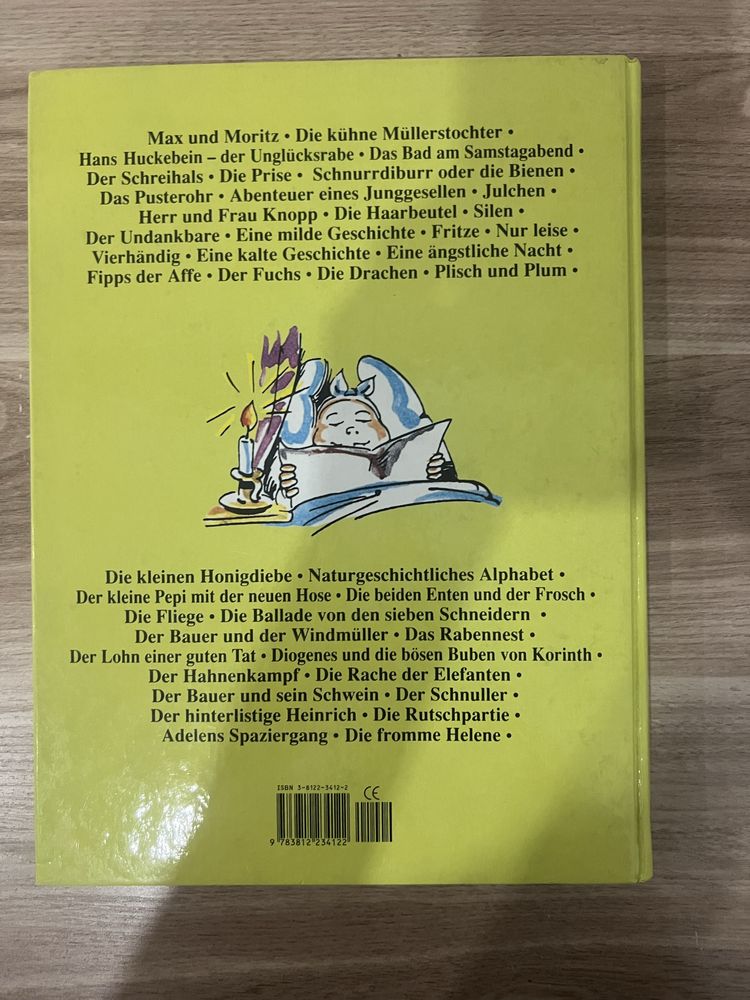 Max und Moritz • Die kühne Müllerstochter •
Hans Huckebein – der Unglücksrabe • Das Bad am Samstagabend •
Der Schreihals • Die Prise • Schnurrdiburr oder die Bienen •
Das Pusterohr • Abenteuer eines Junggesellen • Julchen •
Herr und Frau Knopp • Die Haarbeutel • Silen •
Der Undankbare • Eine milde Geschichte • Fritze • Nur leise •
Vierhändig • Eine kalte Geschichte • Eine ängstliche Nacht •
Fipps der Affe • Der Fuchs • Die Drachen • Plisch und Plum •
Die kleinen Honigdiebe • Naturgeschichtliches Alphabet •
Der kleine Pepi mit der neuen Hose • Die beiden Enten und der Frosch •
Die Fliege • Die Ballade von den sieben Schneidern •
Der Bauer und der Windmüller • Das Rabennest •
Der Lohn einer guten Tat • Diogenes und die bösen Buben von Korinth •
Der Hahnenkampf • Die Rache der Elefanten •
Der Bauer und sein Schwein • Der Schnuller •
Der hinterlistige Heinrich • Die Rutschpartie •
Adelens Spaziergang • Die fromme Helene •
ISBN 3-8122-3412-2
CE
9 783812 234122